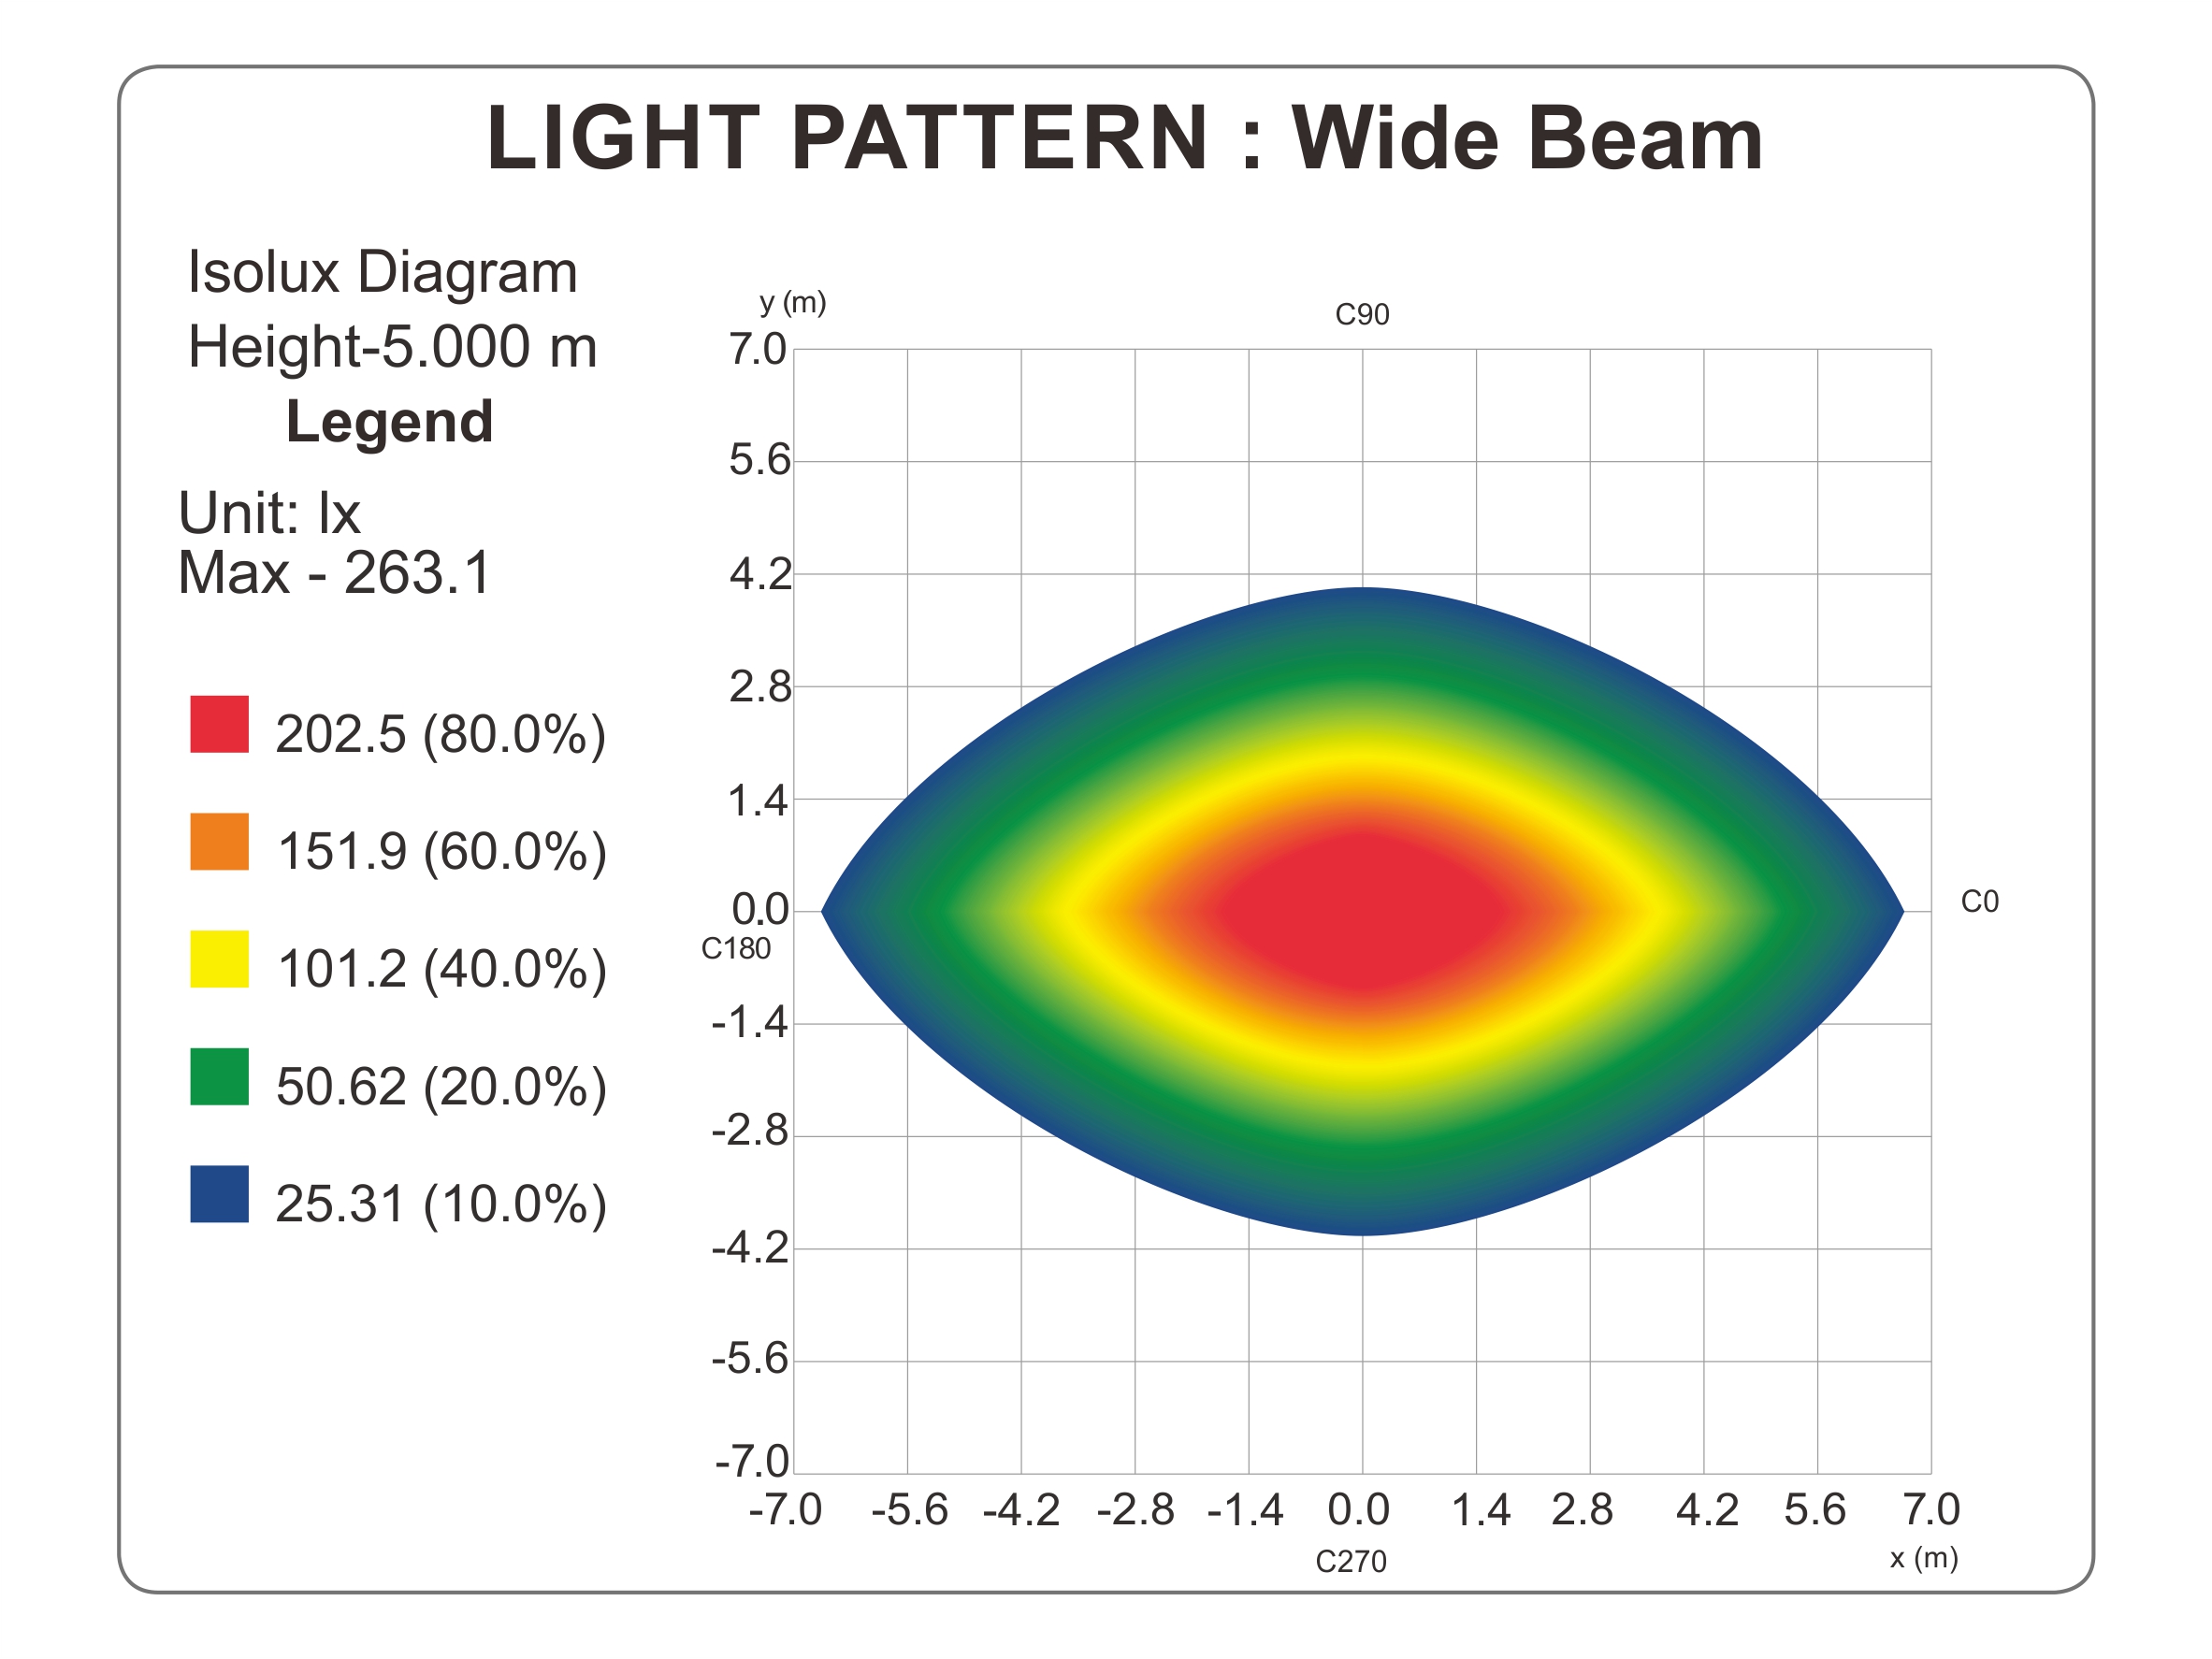 LIGHT PATTERN : Wide Beam
Isolux Diagram
Height-5.000 m
Legend
Unit: lx
Max - 263.1
202.5 (80.0%)
151.9 (60.0%)
101.2 (40.0%)
50.62 (20.0%)
25.31 (10.0%)
y (m)
C90
7.0
5.6
4.2
2.8
1.4
0.0
C180
C0
-1.4
-2.8
-4.2
-5.6
-7.0
-7.0 -5.6 -4.2 -2.8 -1.4 0.0 1.4 2.8 4.2 5.6 7.0
C270
x (m)